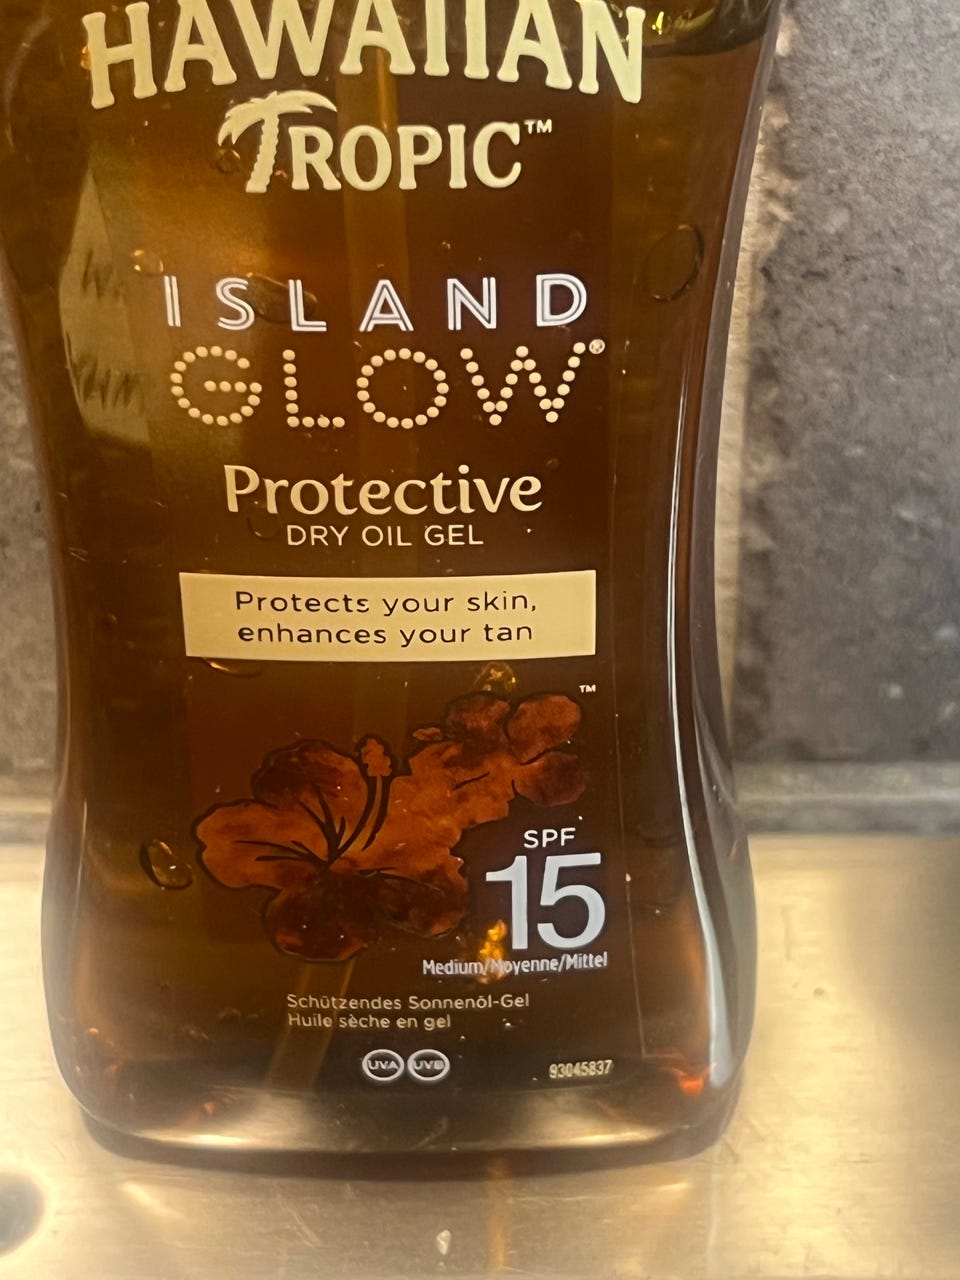 HAWAIIAN
TROPIC™
ISLAND
GLOW®
Protective
DRY OIL GEL
Protects your skin,
enhances your tan
™
SPF
15
Medium/Moyenne/Mittel
Schützendes Sonnenöl-Gel
Huile sèche en gel
UVA UVB
93045837